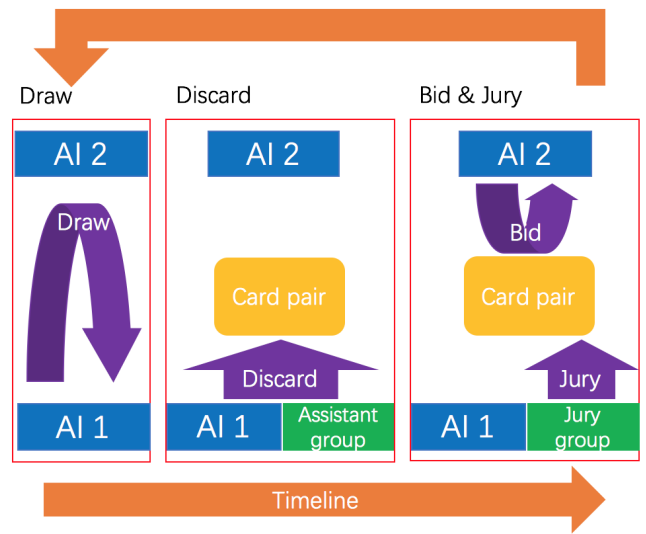 Draw
Discard
Bid & Jury
AI 2
AI 2
AI 2
Draw
Bid
Card pair
Card pair
Discard
Jury
AI 1
AI 1
Assistant
group
AI 1
Jury
group
Timeline